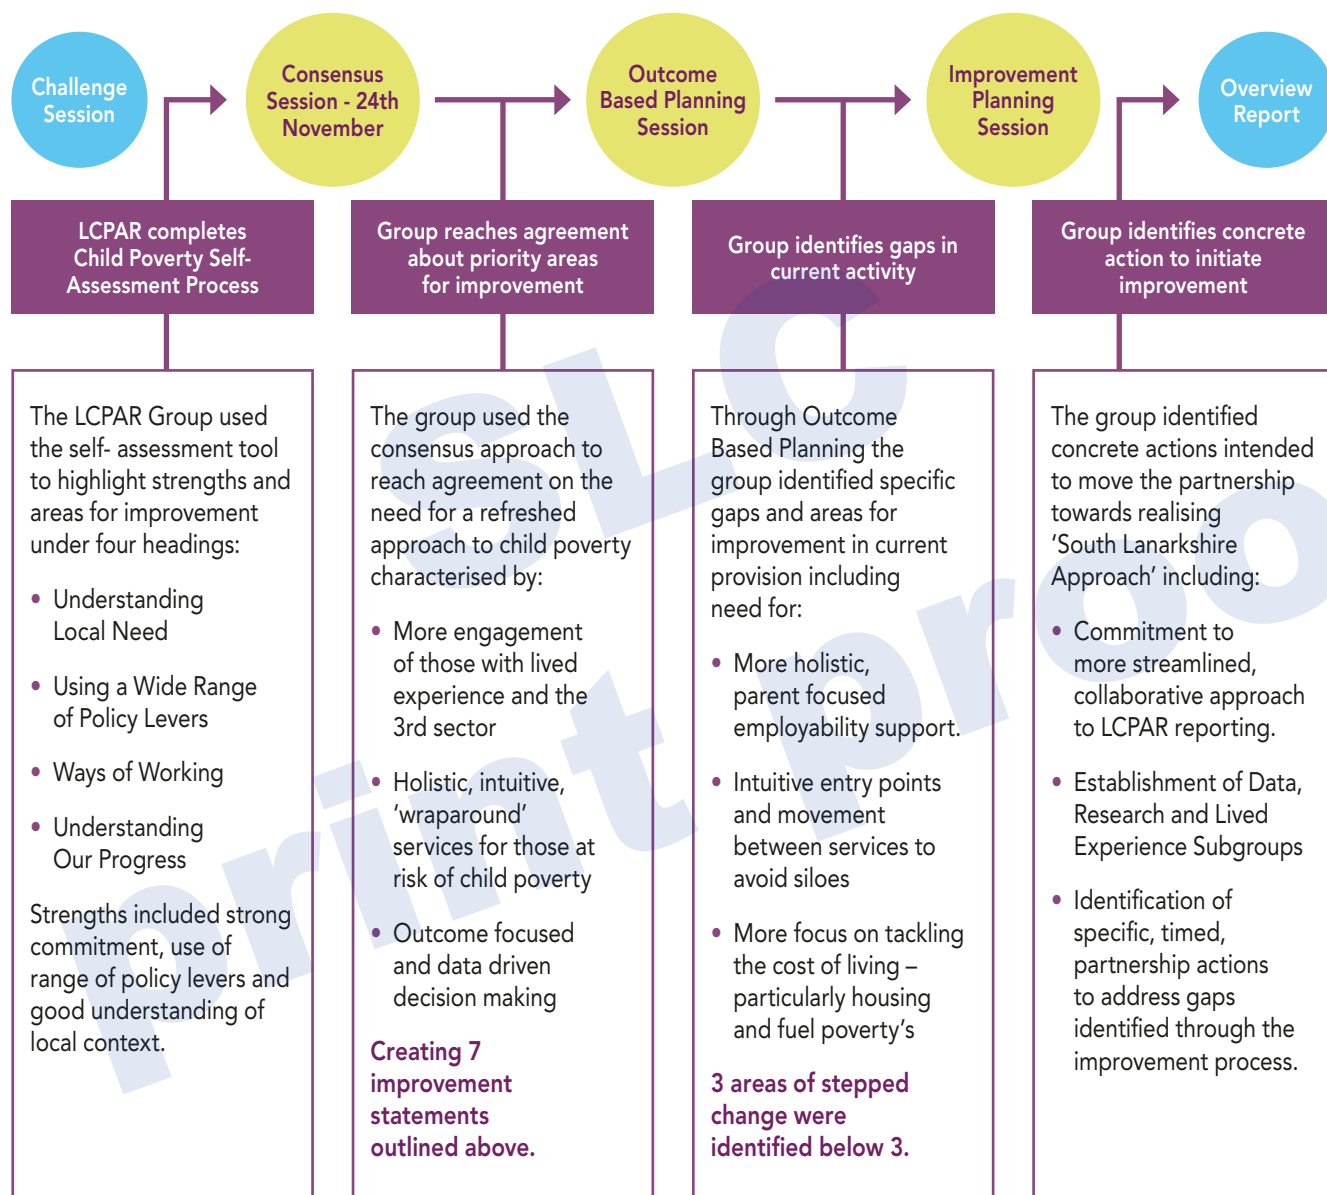 Challenge
Session
Consensus
Session - 24th
November
Outcome
Based Planning
Session
Improvement
Planning
Session
Overview
Report
LCPAR completes
Child Poverty Self-
Assessment Process
Group reaches agreement
about priority areas
for improvement
Group identifies gaps in
current activity
Group identifies concrete
action to initiate
improvement
The LCPAR Group used
the self- assessment tool
to highlight strengths and
areas for improvement
under four headings:
• Understanding
Local Need
• Using a Wide Range
of Policy Levers
• Ways of Working
• Understanding
Our Progress
Strengths included strong
commitment, use of
range of policy levers and
good understanding of
local context.
The group used the
consensus approach to
reach agreement on the
need for a refreshed
approach to child poverty
characterised by:
• More engagement
of those with lived
experience and the
3rd sector
• Holistic, intuitive,
‘wraparound’
services for those at
risk of child poverty
• Outcome focused
and data driven
decision making
Creating 7
improvement
statements
outlined above.
Through Outcome
Based Planning the
group identified specific
gaps and areas for
improvement in current
provision including
need for:
• More holistic,
parent focused
employability support.
• Intuitive entry points
and movement
between services to
avoid siloes
• More focus on tackling
the cost of living –
particularly housing
and fuel poverty’s
3 areas of stepped
change were
identified below 3.
The group identified
concrete actions intended
to move the partnership
towards realising
‘South Lanarkshire
Approach’ including:
• Commitment to
more streamlined,
collaborative approach
to LCPAR reporting.
• Establishment of Data,
Research and Lived
Experience Subgroups
• Identification of
specific, timed,
partnership actions
to address gaps
identified through the
improvement process.
SLC
print proo